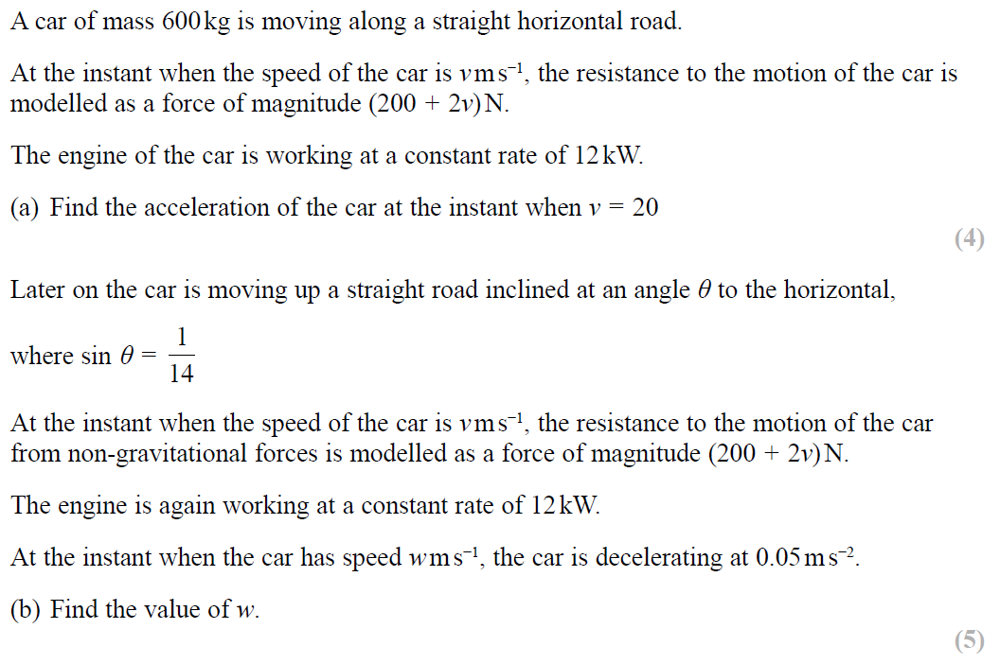 A car of mass 600 kg is moving along a straight horizontal road.
At the instant when the speed of the car is v m s⁻¹, the resistance to the motion of the car is
modelled as a force of magnitude (200 + 2v) N.
The engine of the car is working at a constant rate of 12 kW.
(a) Find the acceleration of the car at the instant when v = 20
(4)
Later on the car is moving up a straight road inclined at an angle θ to the horizontal,
where sin θ = 1/14
At the instant when the speed of the car is v m s⁻¹, the resistance to the motion of the car
from non-gravitational forces is modelled as a force of magnitude (200 + 2v) N.
The engine is again working at a constant rate of 12 kW.
At the instant when the car has speed w m s⁻¹, the car is decelerating at 0.05 m s⁻².
(b) Find the value of w.
(5)